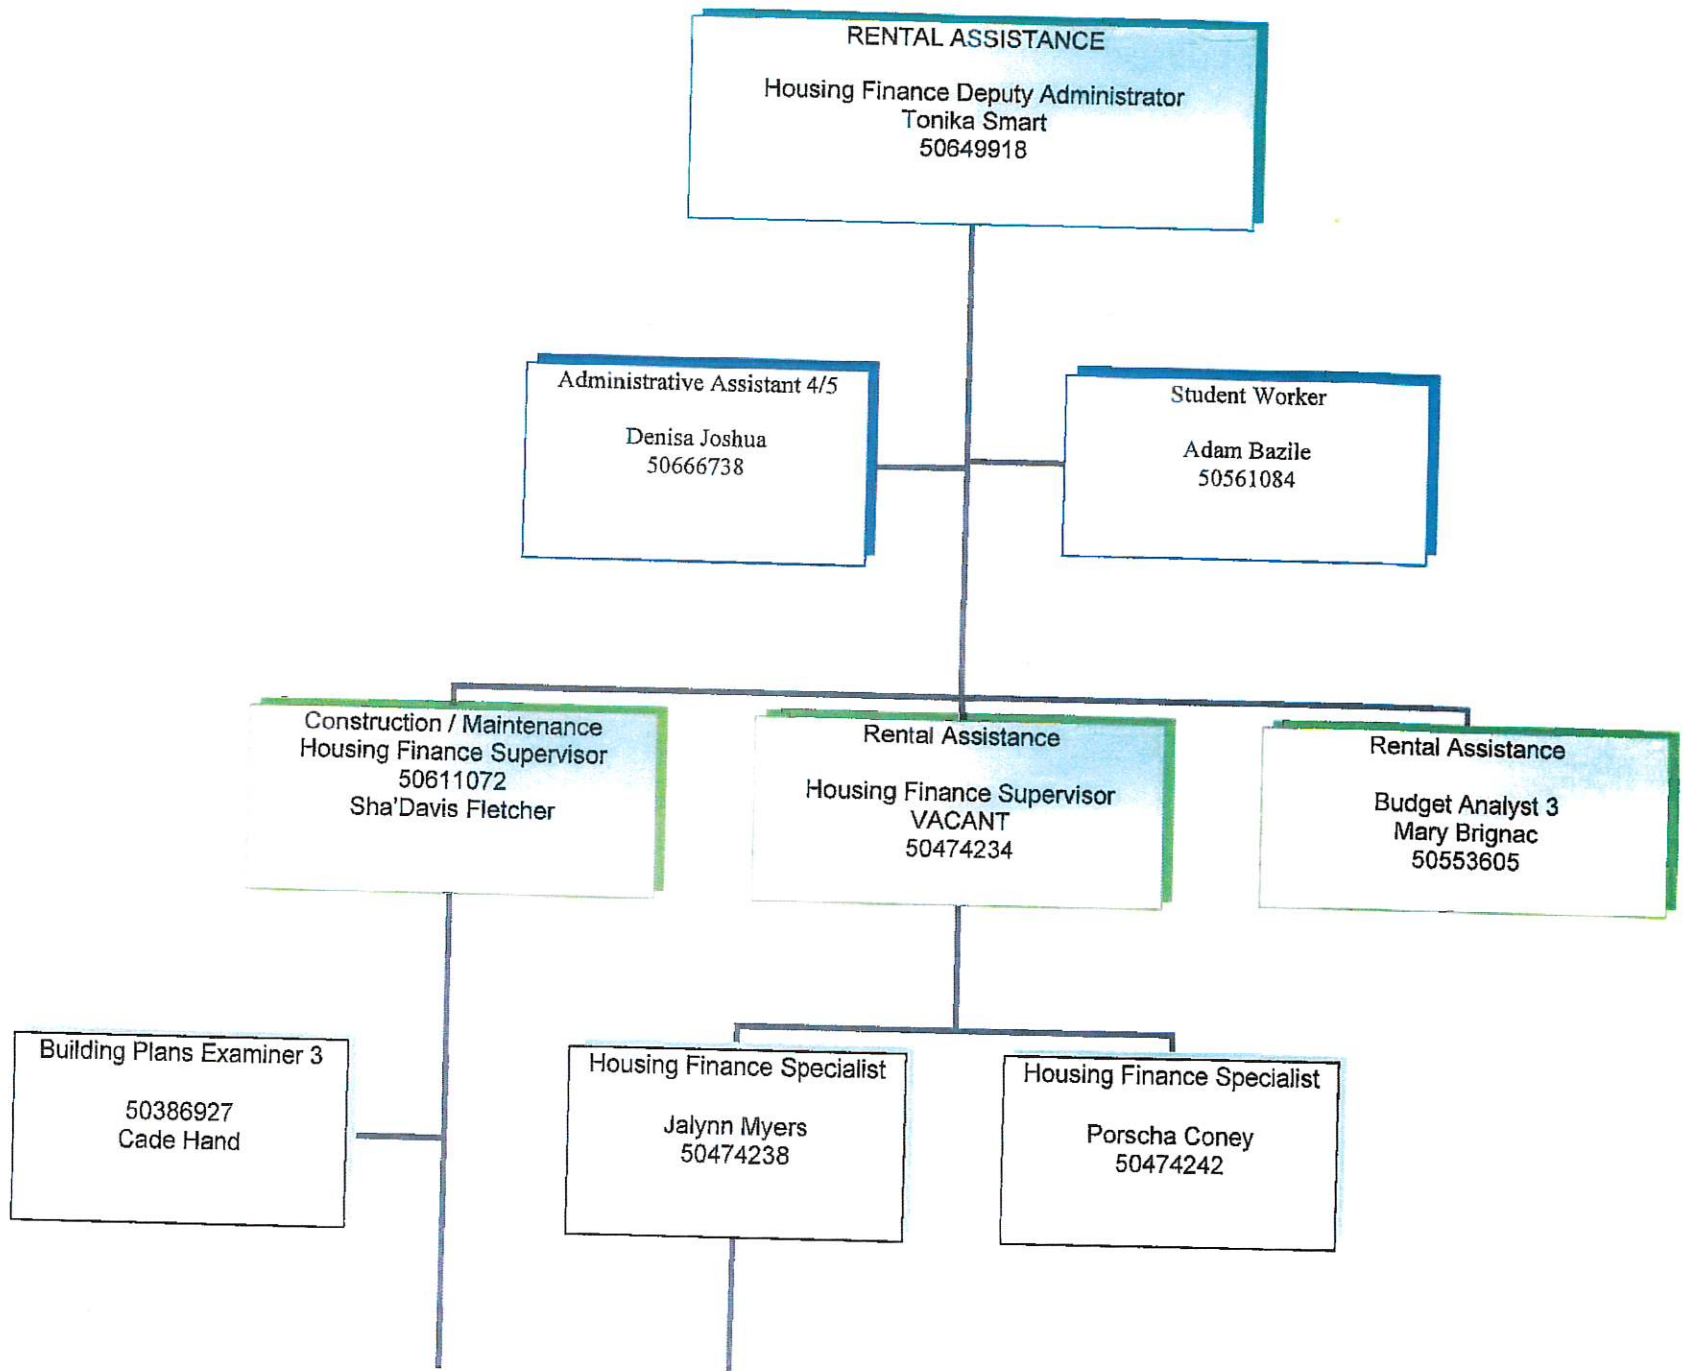 RENTAL ASSISTANCE
Housing Finance Deputy Administrator
Tonika Smart
50649918
Administrative Assistant 4/5
Denisa Joshua
50666738
Student Worker
Adam Bazile
50561084
Construction / Maintenance
Housing Finance Supervisor
50611072
Sha'Davis Fletcher
Rental Assistance
Housing Finance Supervisor
VACANT
50474234
Rental Assistance
Budget Analyst 3
Mary Brignac
50553605
Building Plans Examiner 3
50386927
Cade Hand
Housing Finance Specialist
Jalynn Myers
50474238
Housing Finance Specialist
Porscha Coney
50474242